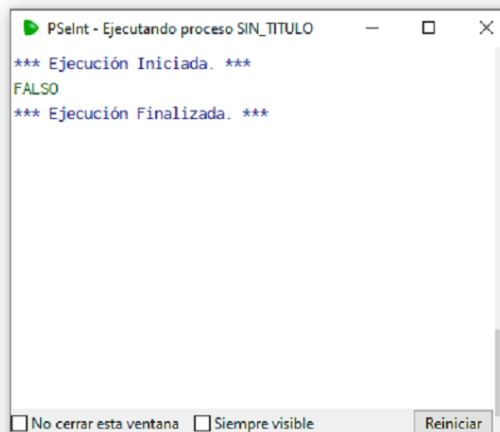 PSeInt - Ejecutando proceso SIN_TITULO
*** Ejecución Iniciada. ***
FALSO
*** Ejecución Finalizada. ***
No cerrar esta ventana Siempre visible Reiniciar